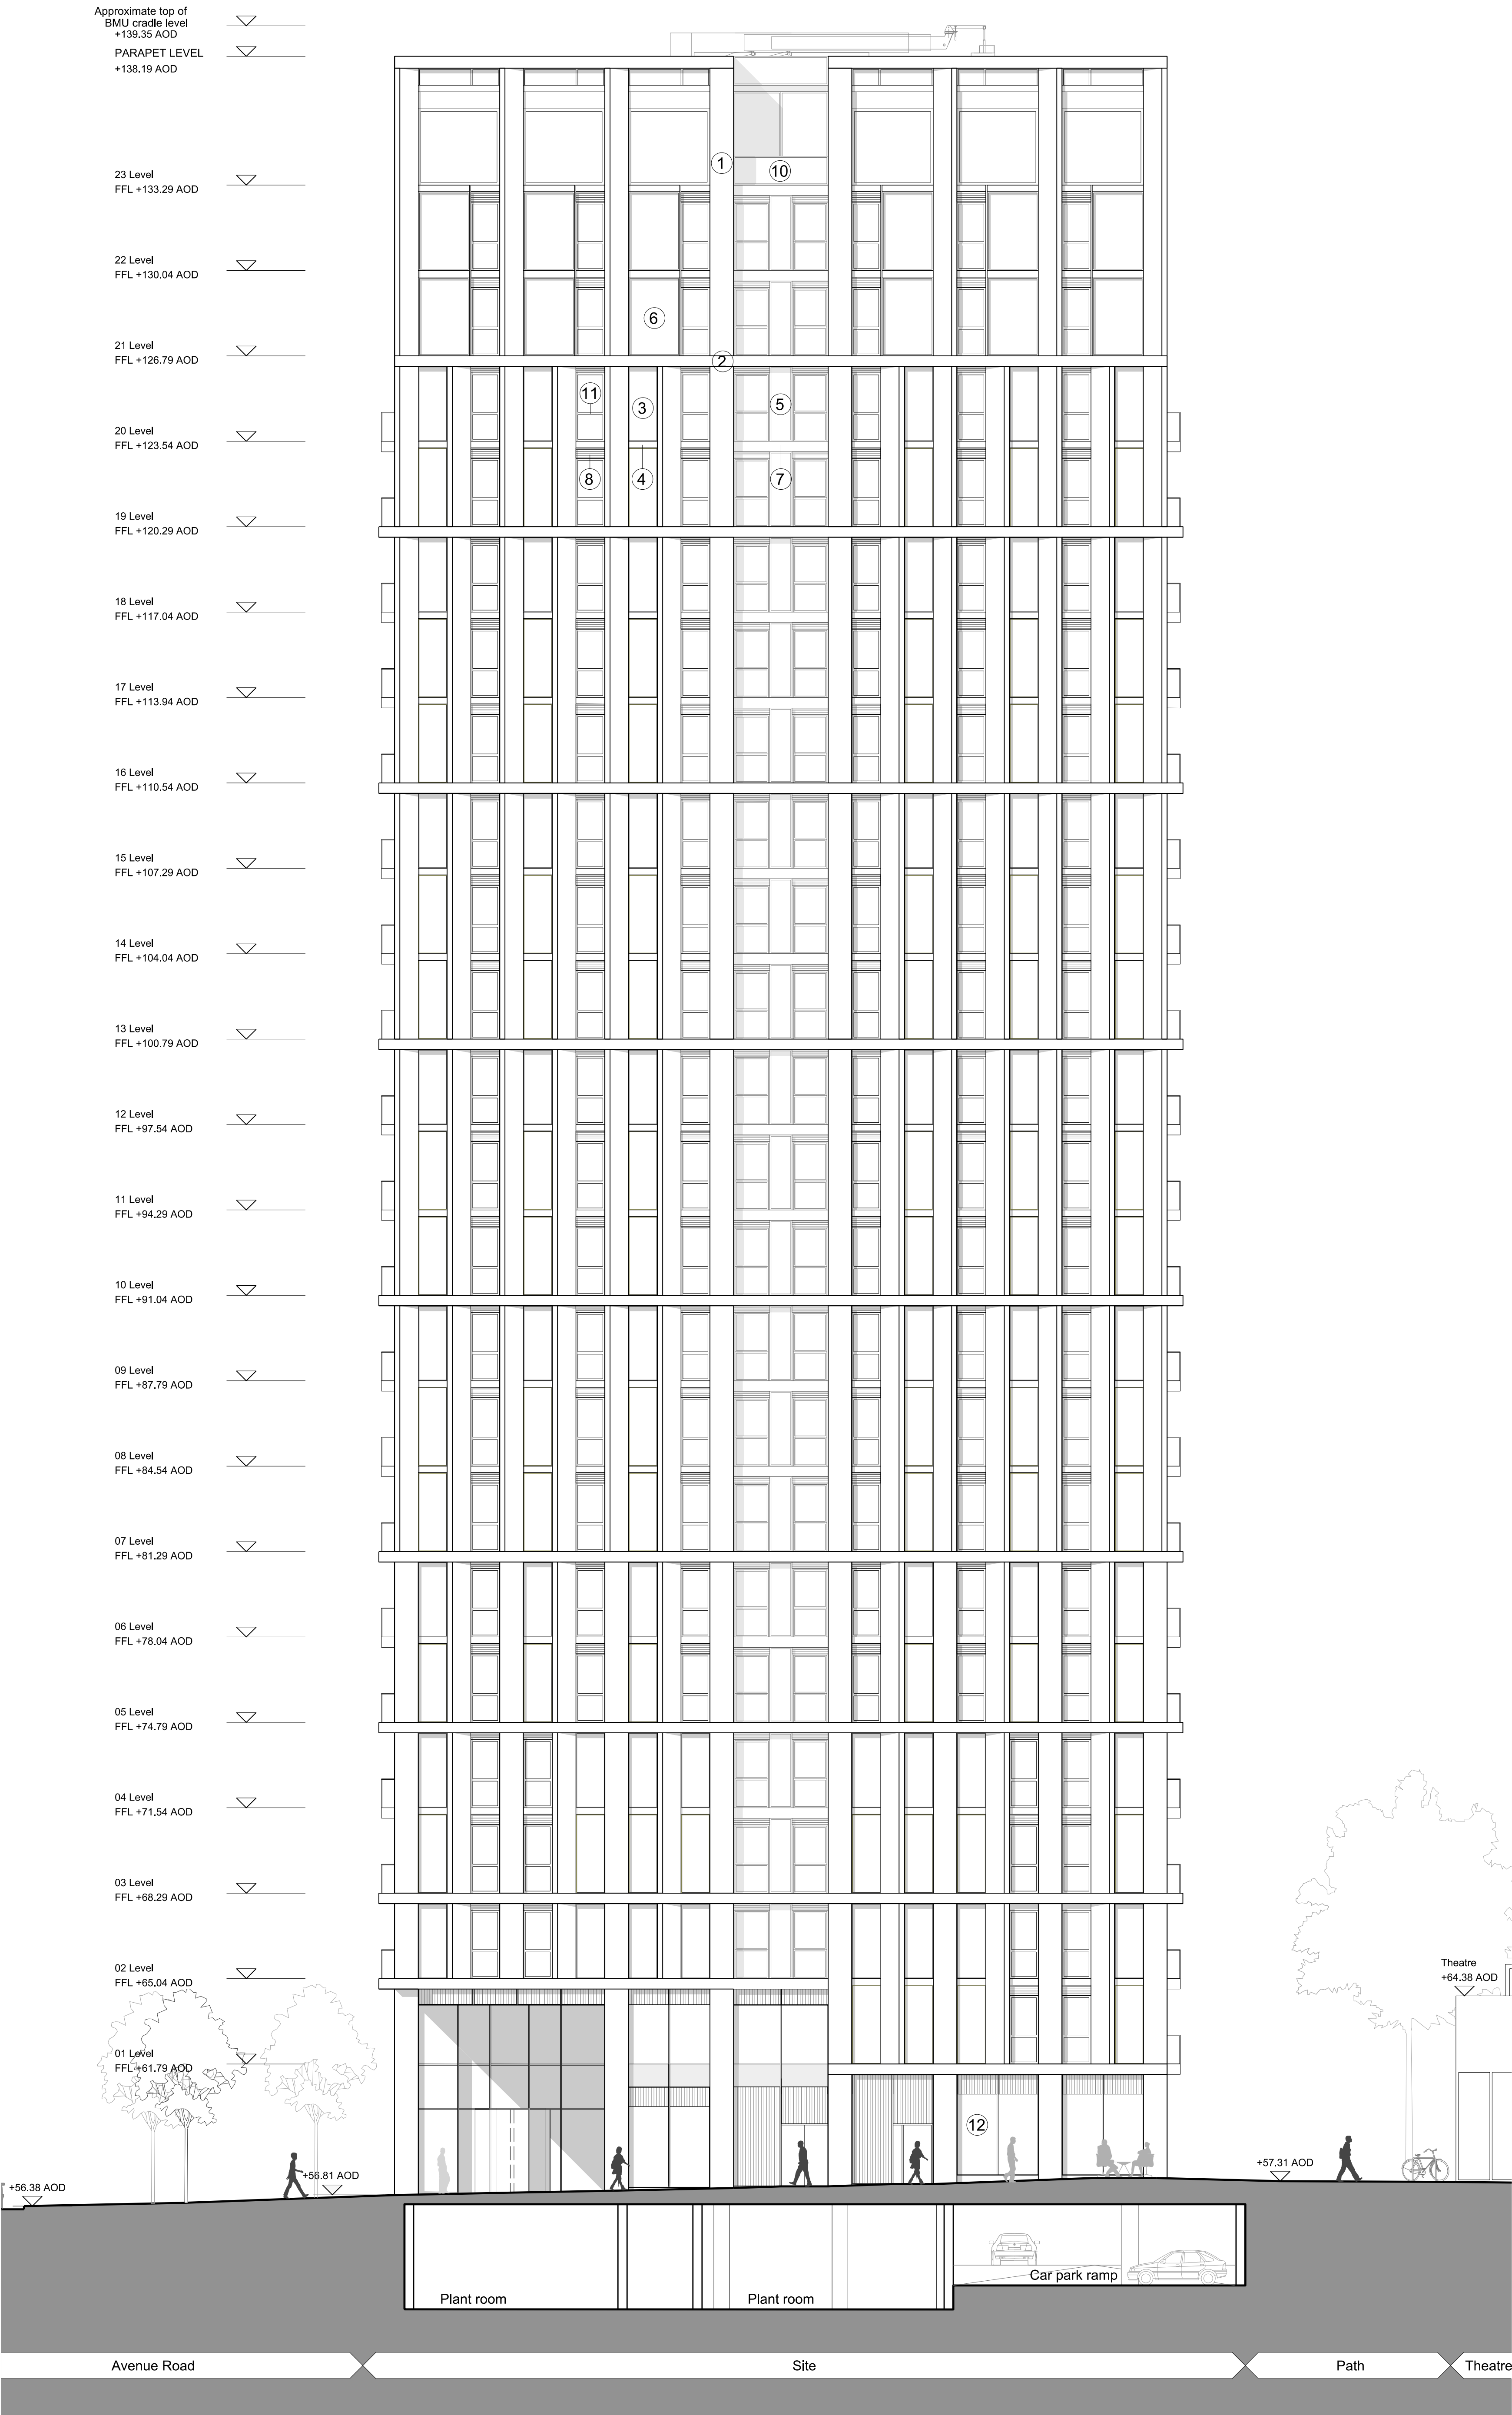 Approximate top of
BMU cradle level
+139.35 AOD
PARAPET LEVEL
+138.19 AOD
1
10
23 Level
FFL +133.29 AOD
22 Level
FFL +130.04 AOD
6
21 Level
FFL +126.79 AOD
2
11
3
5
20 Level
FFL +123.54 AOD
8
4
7
19 Level
FFL +120.29 AOD
18 Level
FFL +117.04 AOD
17 Level
FFL +113.94 AOD
16 Level
FFL +110.54 AOD
15 Level
FFL +107.29 AOD
14 Level
FFL +104.04 AOD
13 Level
FFL +100.79 AOD
12 Level
FFL +97.54 AOD
11 Level
FFL +94.29 AOD
10 Level
FFL +91.04 AOD
09 Level
FFL +87.79 AOD
08 Level
FFL +84.54 AOD
07 Level
FFL +81.29 AOD
06 Level
FFL +78.04 AOD
05 Level
FFL +74.79 AOD
04 Level
FFL +71.54 AOD
03 Level
FFL +68.29 AOD
02 Level
FFL +65.04 AOD
Theatre
+64.38 AOD
01 Level
FFL +61.79 AOD
12
+57.31 AOD
+56.81 AOD
+56.38 AOD
Car park ramp
Plant room
Plant room
Avenue Road
Site
Path
Theatre